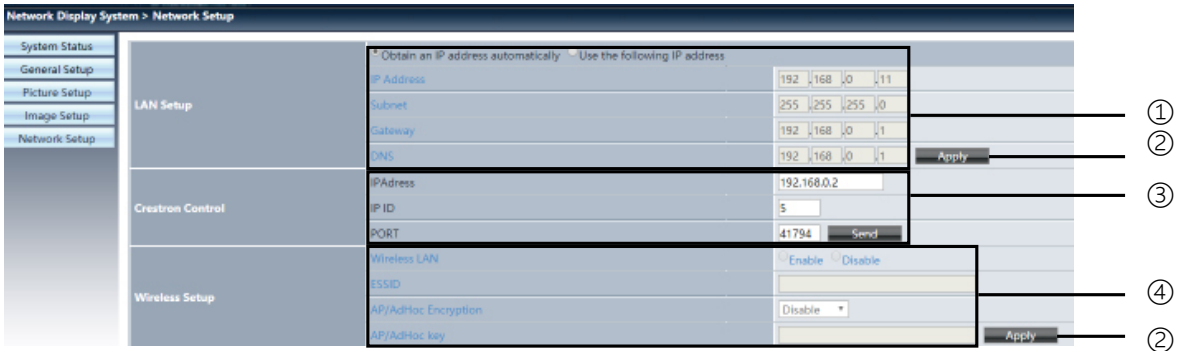 Network Display System > Network Setup
System Status
General Setup
Picture Setup
Image Setup
Network Setup
LAN Setup
Obtain an IP address automatically Use the following IP address
IP Address 192 .168 .0 .11
Subnet 255 .255 .255 .0
Gateway 192 .168 .0 .1
DNS 192 .168 .0 .1 Apply
①
②
Crestron Control
IPAdress 192.168.0.2
IP ID 5
PORT 41794 Send
③
Wireless Setup
Wireless LAN Enable Disable
ESSID
AP/AdHoc Encryption Disable
AP/AdHoc key Apply
④
②